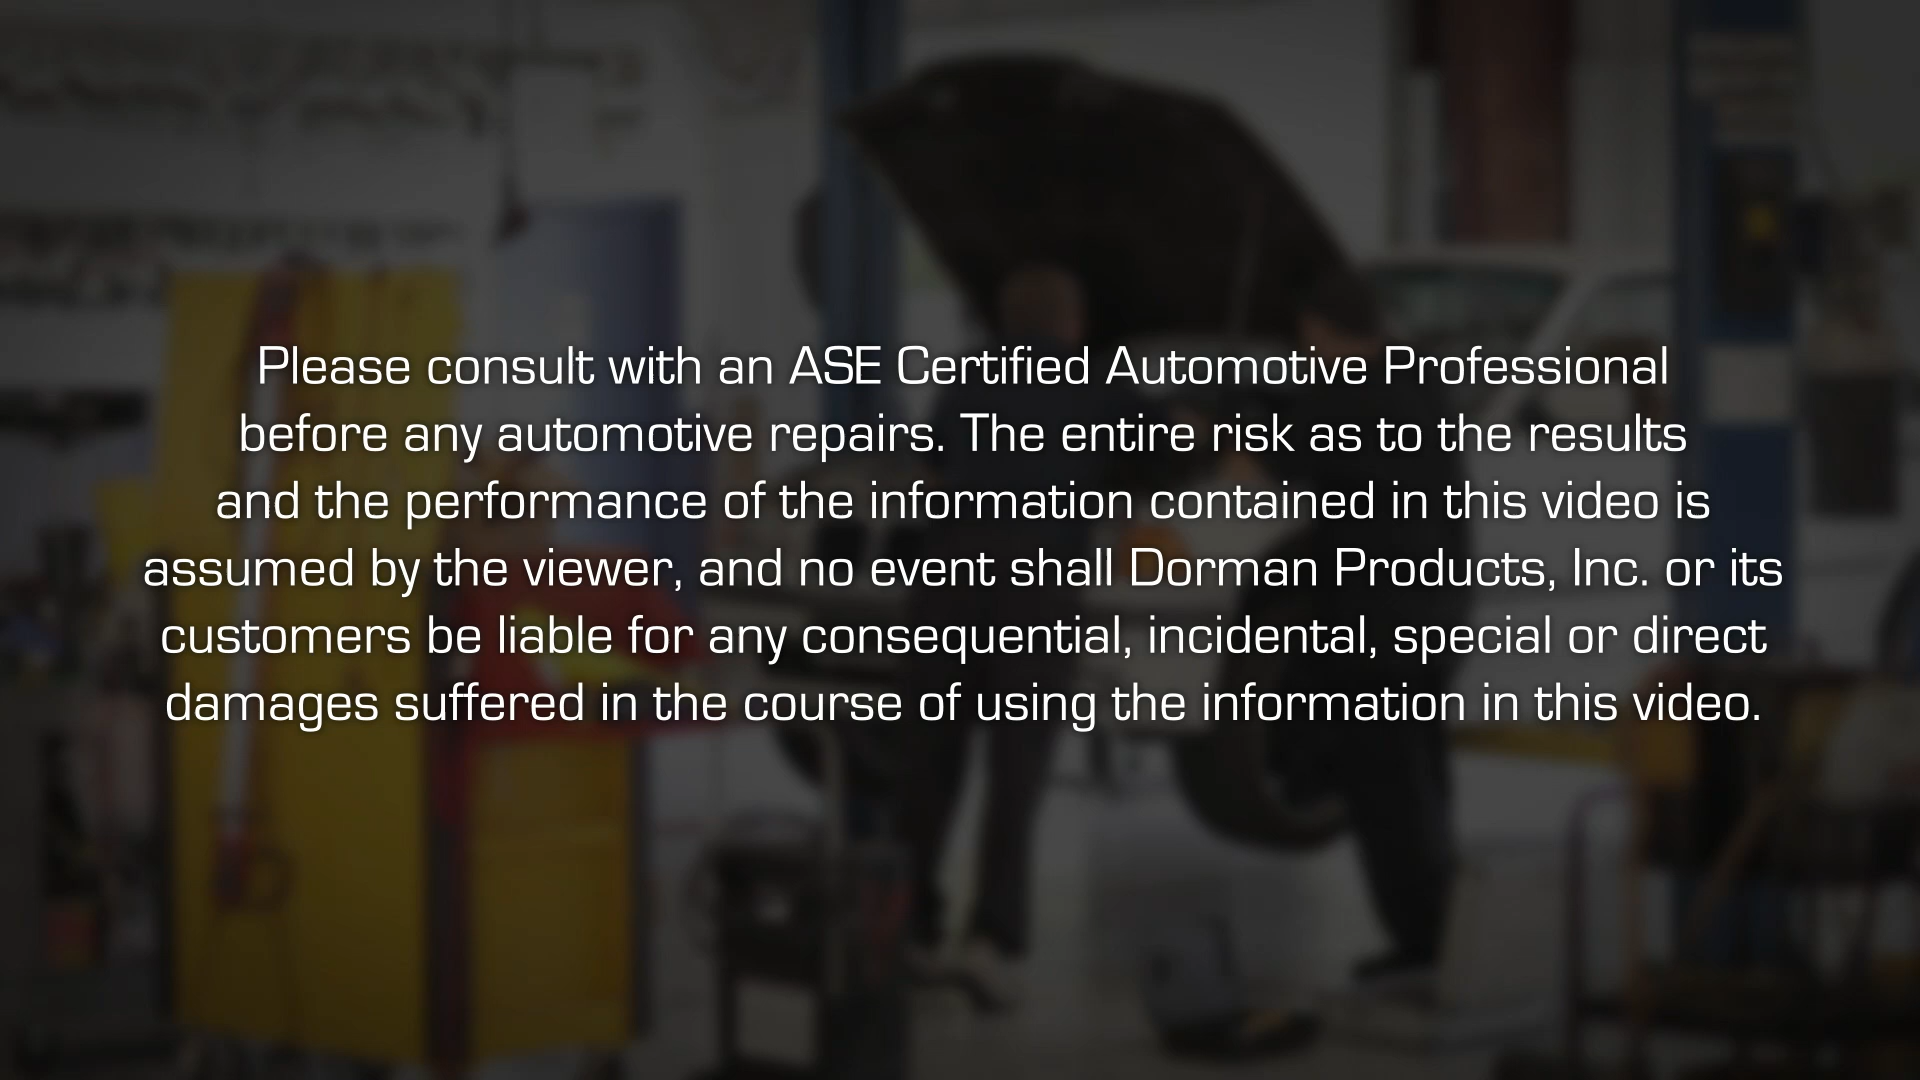 Please consult with an ASE Certified Automotive Professional
before any automotive repairs. The entire risk as to the results
and the performance of the information contained in this video is
assumed by the viewer, and no event shall Dorman Products, Inc. or its
customers be liable for any consequential, incidental, special or direct
damages suffered in the course of using the information in this video.